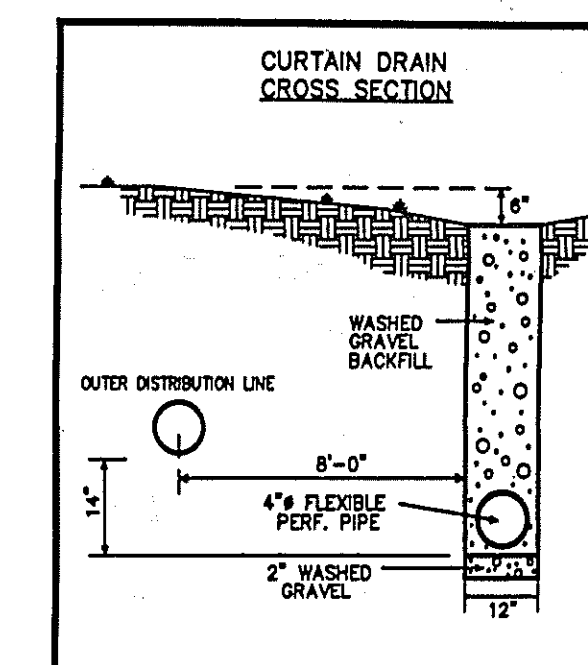 CURTAIN DRAIN
CROSS SECTION
6"
WASHED
GRAVEL
BACKFILL
OUTER DISTRIBUTION LINE
8'-0"
14"
4"ø FLEXIBLE
PERF. PIPE
2" WASHED
GRAVEL
12"